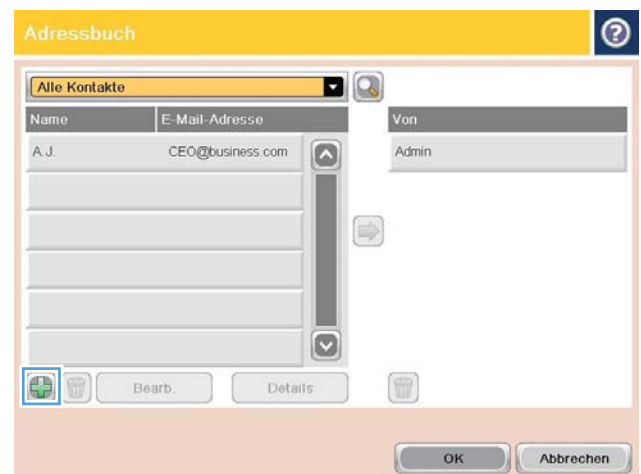 Adressbuch
Alle Kontakte
Name E-Mail-Adresse Von
A.J. CEO@business.com Admin
Bearb. Details
OK Abbrechen